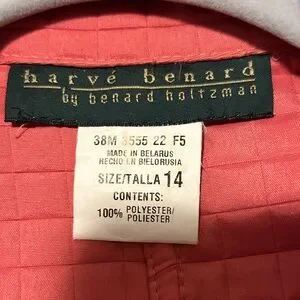 harvé benard
by benard holtzman
38M 3555 22 F5
MADE IN BELARUS
HECHO EN BIELORUSIA
SIZE/TALLA 14
CONTENTS:
100% POLYESTER/
POLIESTER